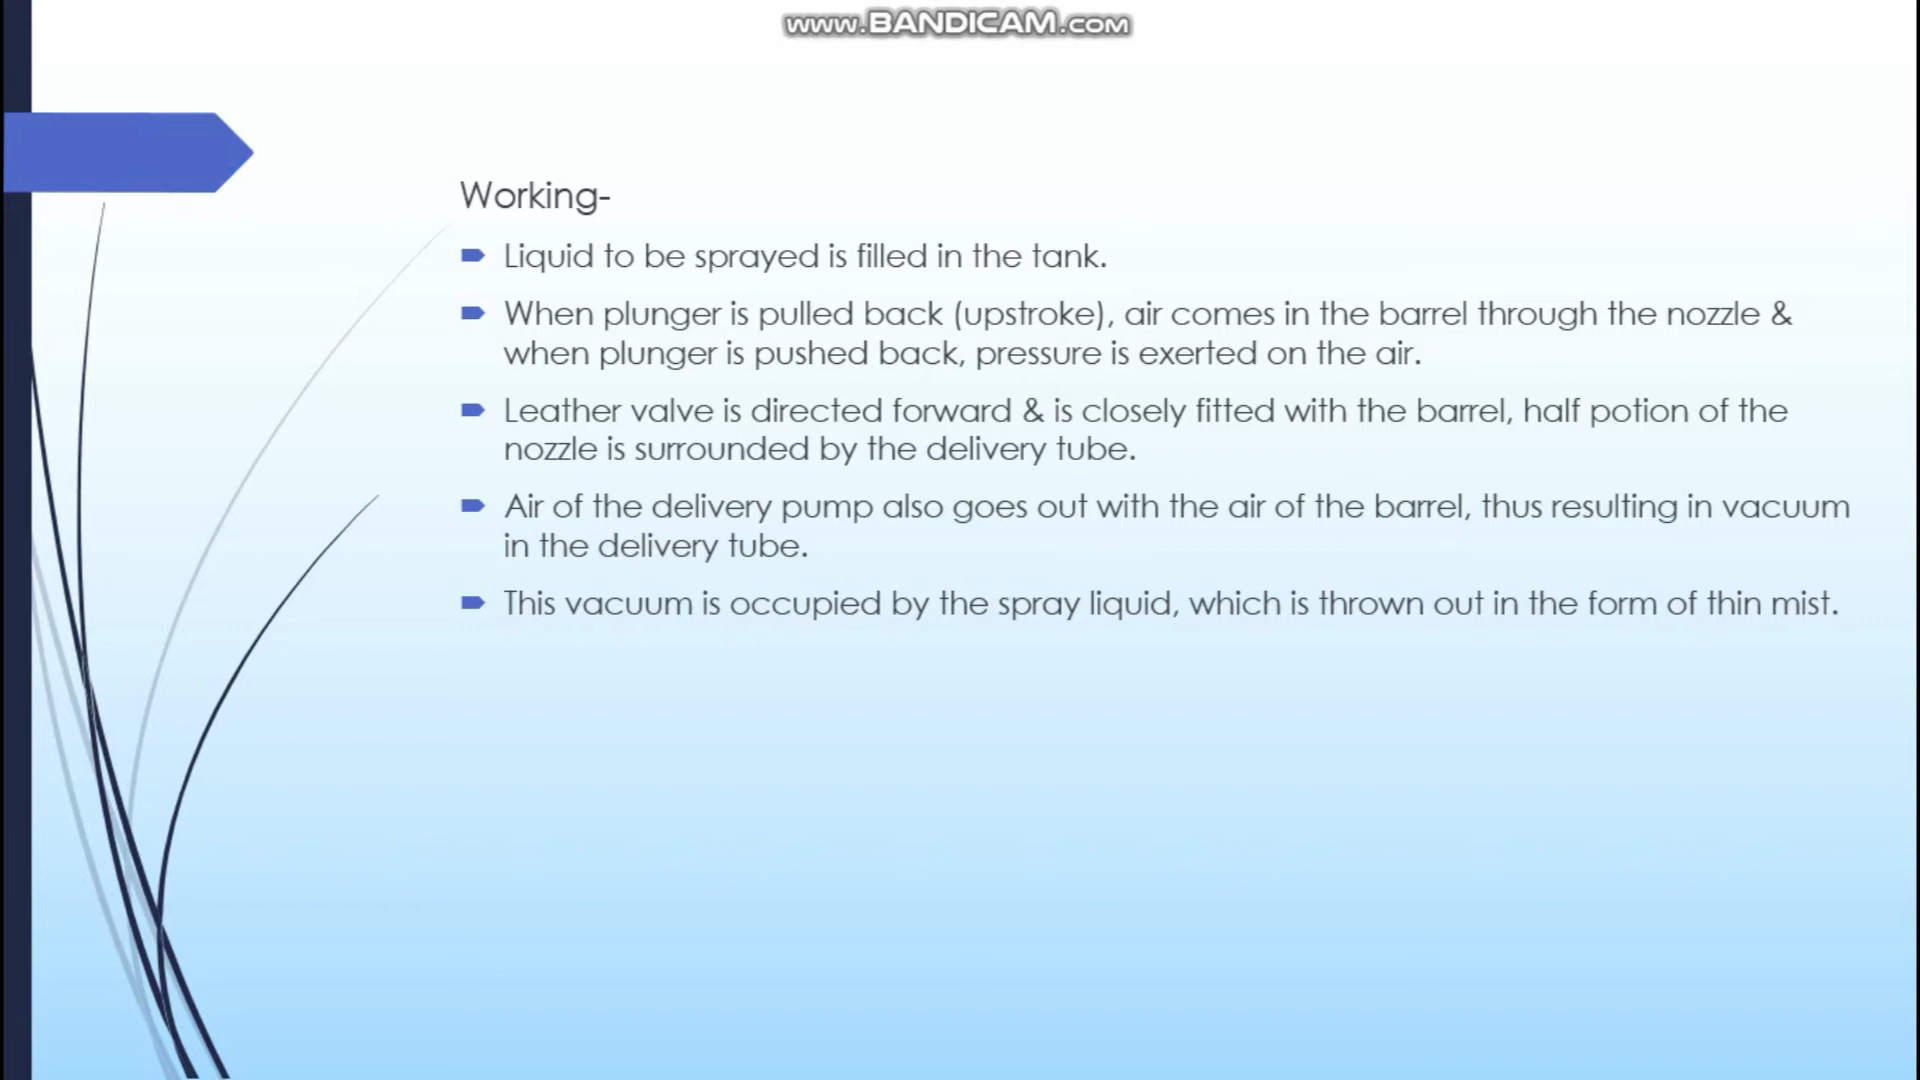 www.BANDICAM.com
Working-
Liquid to be sprayed is filled in the tank.
When plunger is pulled back (upstroke), air comes in the barrel through the nozzle &
when plunger is pushed back, pressure is exerted on the air.
Leather valve is directed forward & is closely fitted with the barrel, half potion of the
nozzle is surrounded by the delivery tube.
Air of the delivery pump also goes out with the air of the barrel, thus resulting in vacuum
in the delivery tube.
This vacuum is occupied by the spray liquid, which is thrown out in the form of thin mist.